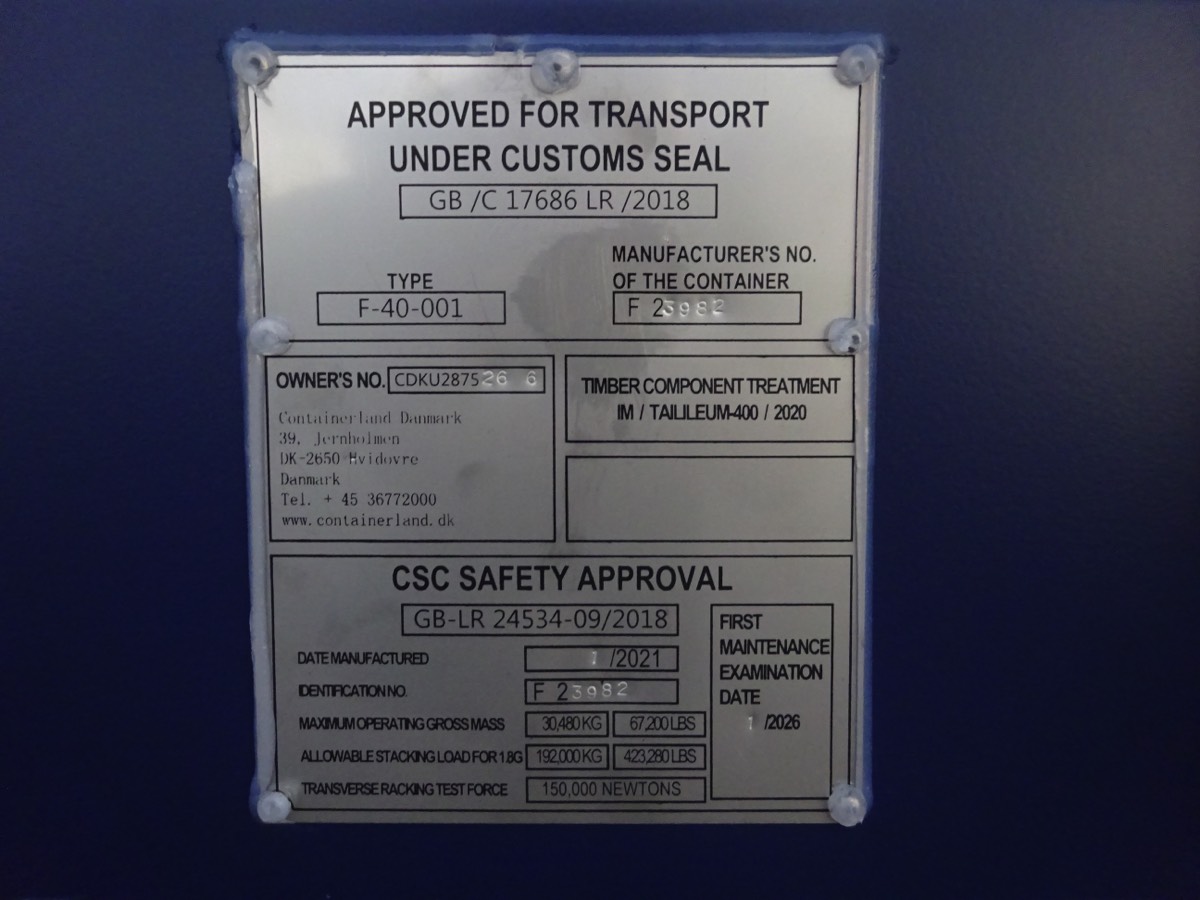 APPROVED FOR TRANSPORT
UNDER CUSTOMS SEAL
GB /C 17686 LR /2018
TYPE
F-40-001
MANUFACTURER'S NO.
OF THE CONTAINER
F 23982
OWNER'S NO. CDKU287526 6
Containerland Danmark
39, Jernholmen
DK-2650 Hvidovre
Danmark
Tel. + 45 36772000
www.containerland.dk
TIMBER COMPONENT TREATMENT
IM / TAILILEUM-400 / 2020
CSC SAFETY APPROVAL
GB-LR 24534-09/2018
DATE MANUFACTURED 1 /2021
IDENTIFICATION NO. F 23982
MAXIMUM OPERATING GROSS MASS 30,480 KG 67,200 LBS
ALLOWABLE STACKING LOAD FOR 1.8G 192,000 KG 423,280 LBS
TRANSVERSE RACKING TEST FORCE 150,000 NEWTONS
FIRST
MAINTENANCE
EXAMINATION
DATE
1 /2026